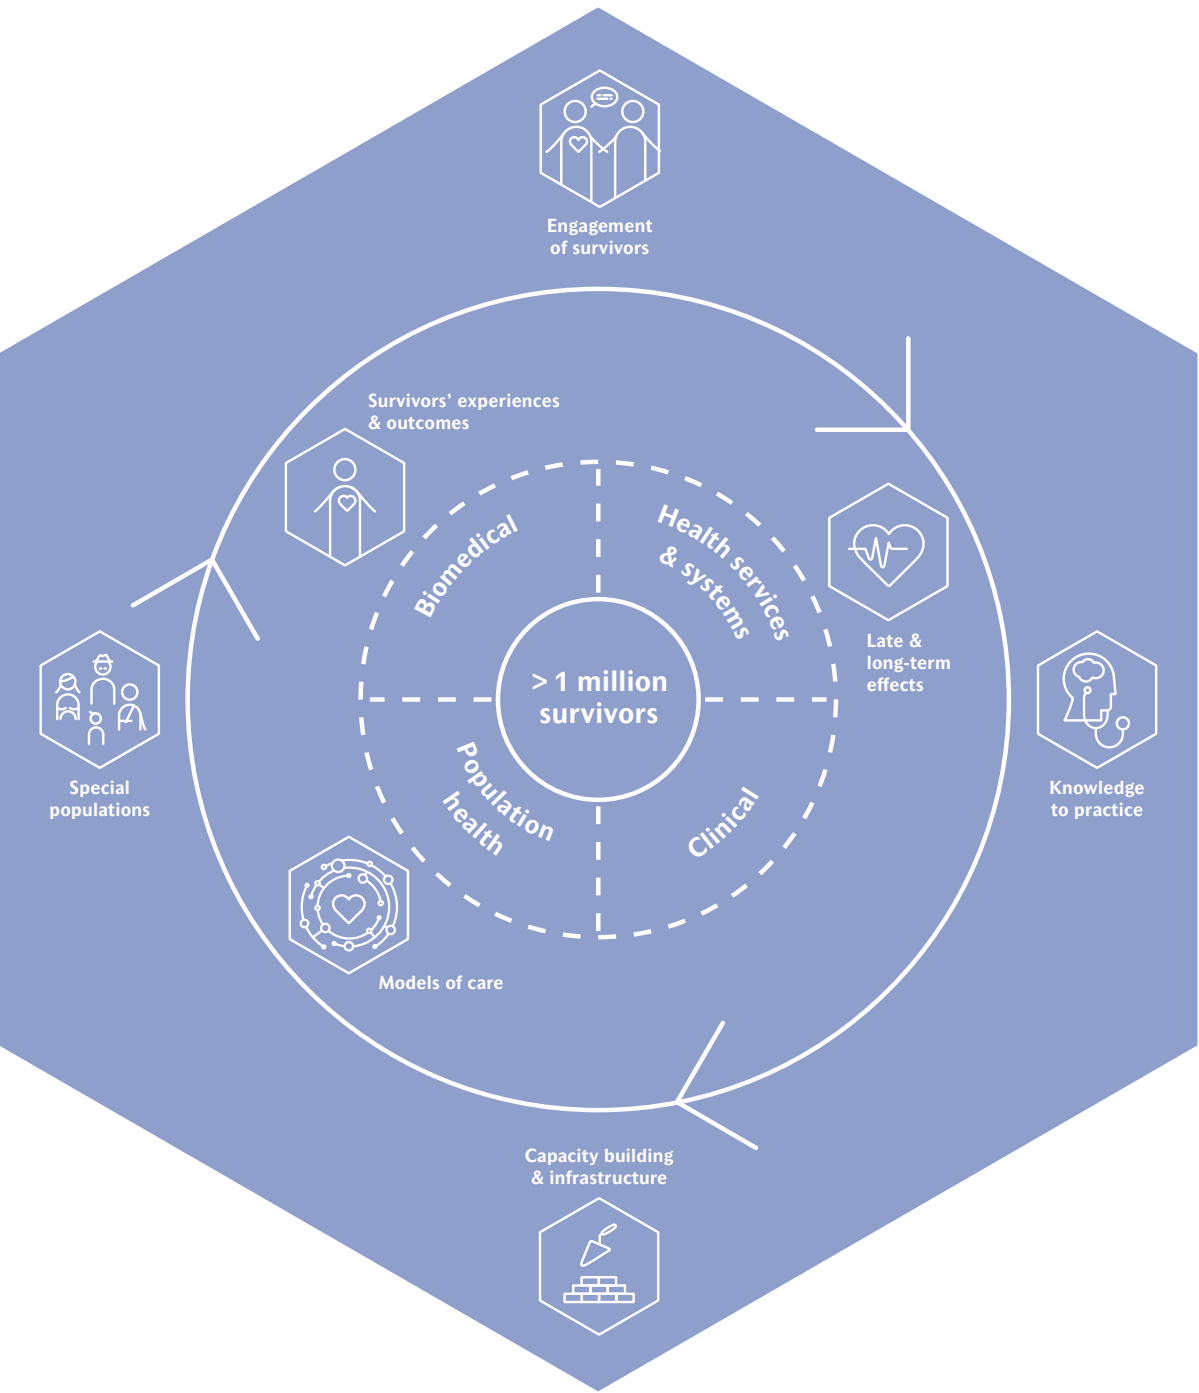 Engagement
of survivors
Survivors’ experiences
& outcomes
Biomedical
Health services
& systems
Late &
long-term
effects
> 1 million
survivors
Special
populations
Knowledge
to practice
Population
health
Clinical
Models of care
Capacity building
& infrastructure